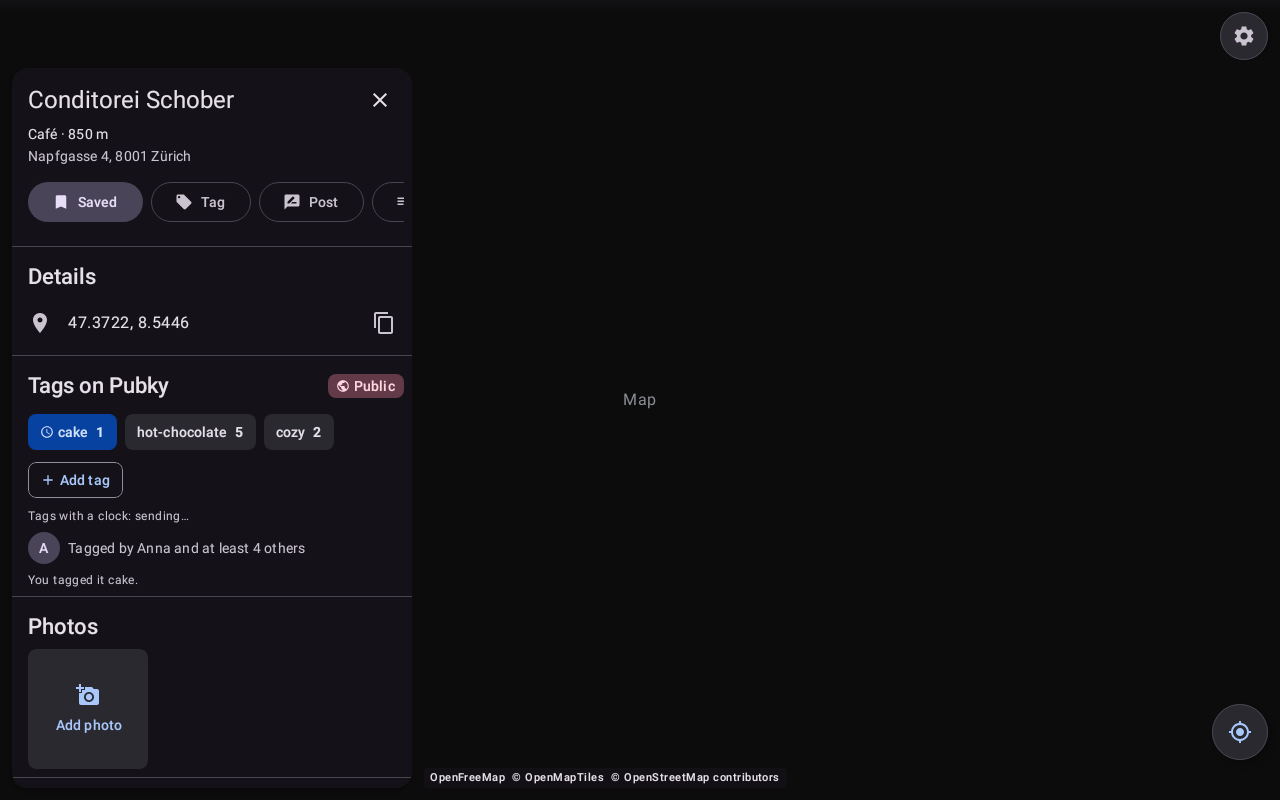 Conditorei Schober
Café · 850 m
Napfgasse 4, 8001 Zürich
Saved
Tag
Post
Details
47.3722, 8.5446
Tags on Pubky
Public
cake 1
hot-chocolate 5
cozy 2
Add tag
Tags with a clock: sending…
A
Tagged by Anna and at least 4 others
You tagged it cake.
Photos
Add photo
Map
OpenFreeMap © OpenMapTiles © OpenStreetMap contributors